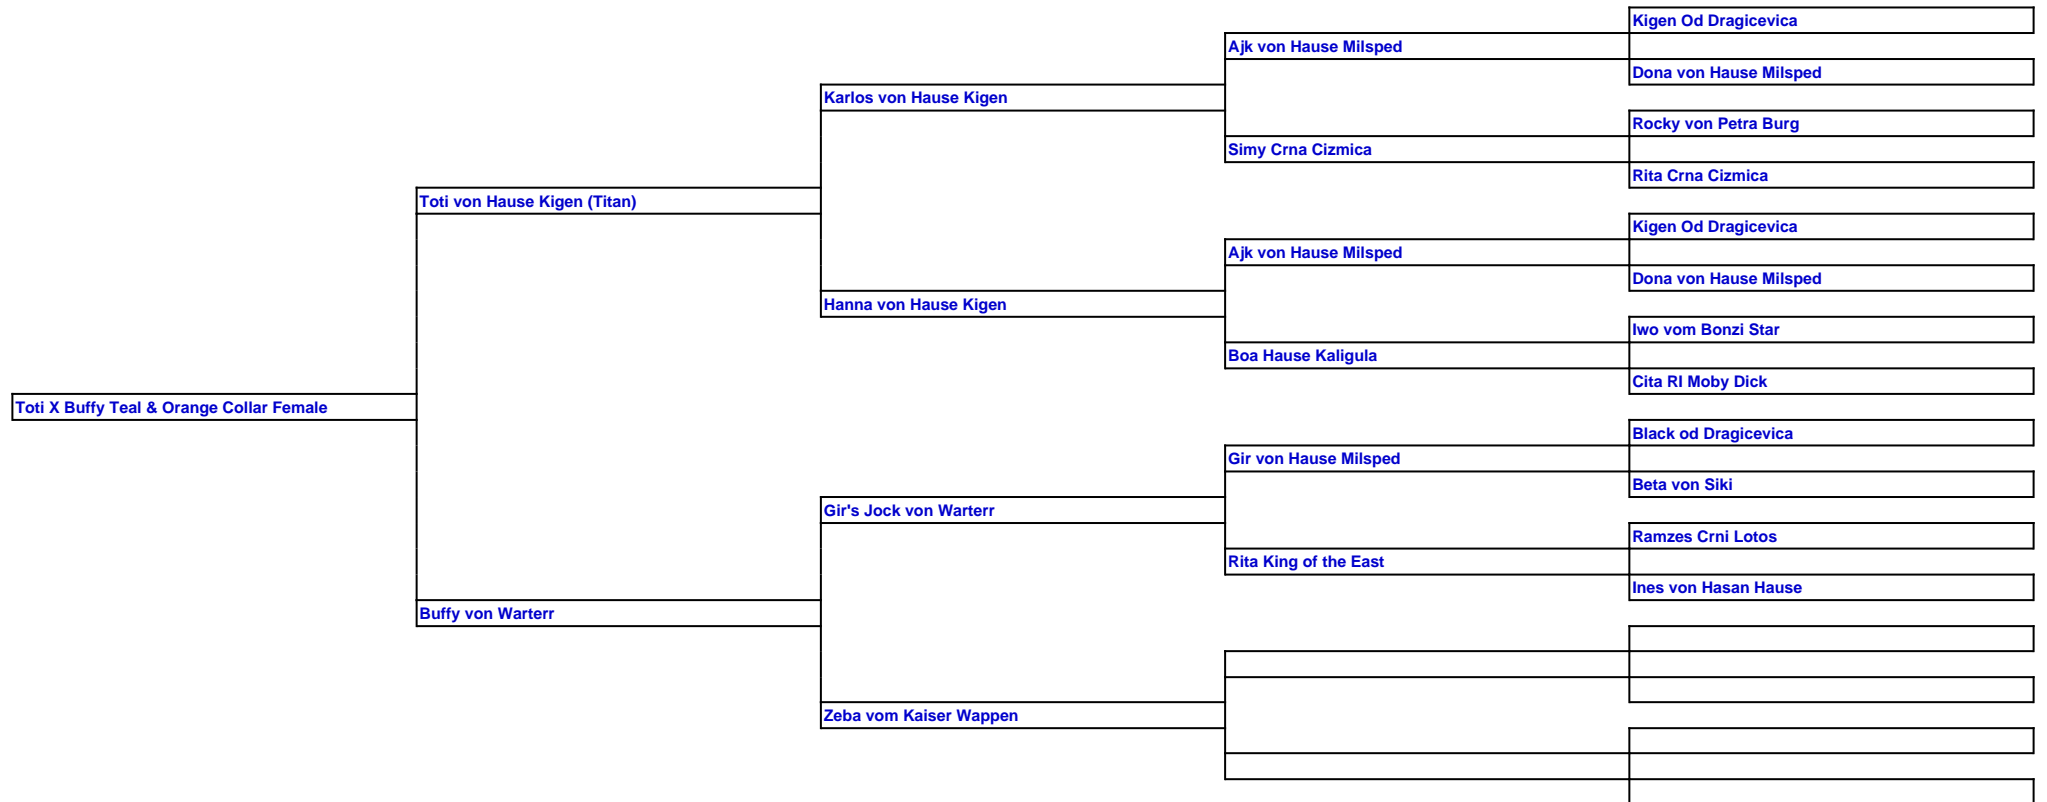 Kigen Od Dragicevica
Ajk von Hause Milsped
Dona von Hause Milsped
Karlos von Hause Kigen
Rocky von Petra Burg
Simy Crna Cizmica
Rita Crna Cizmica
Toti von Hause Kigen (Titan)
Kigen Od Dragicevica
Ajk von Hause Milsped
Dona von Hause Milsped
Hanna von Hause Kigen
Iwo vom Bonzi Star
Boa Hause Kaligula
Cita RI Moby Dick
Toti X Buffy Teal & Orange Collar Female
Black od Dragicevica
Gir von Hause Milsped
Beta von Siki
Gir's Jock von Warterr
Ramzes Crni Lotos
Rita King of the East
Ines von Hasan Hause
Buffy von Warterr
Zeba vom Kaiser Wappen